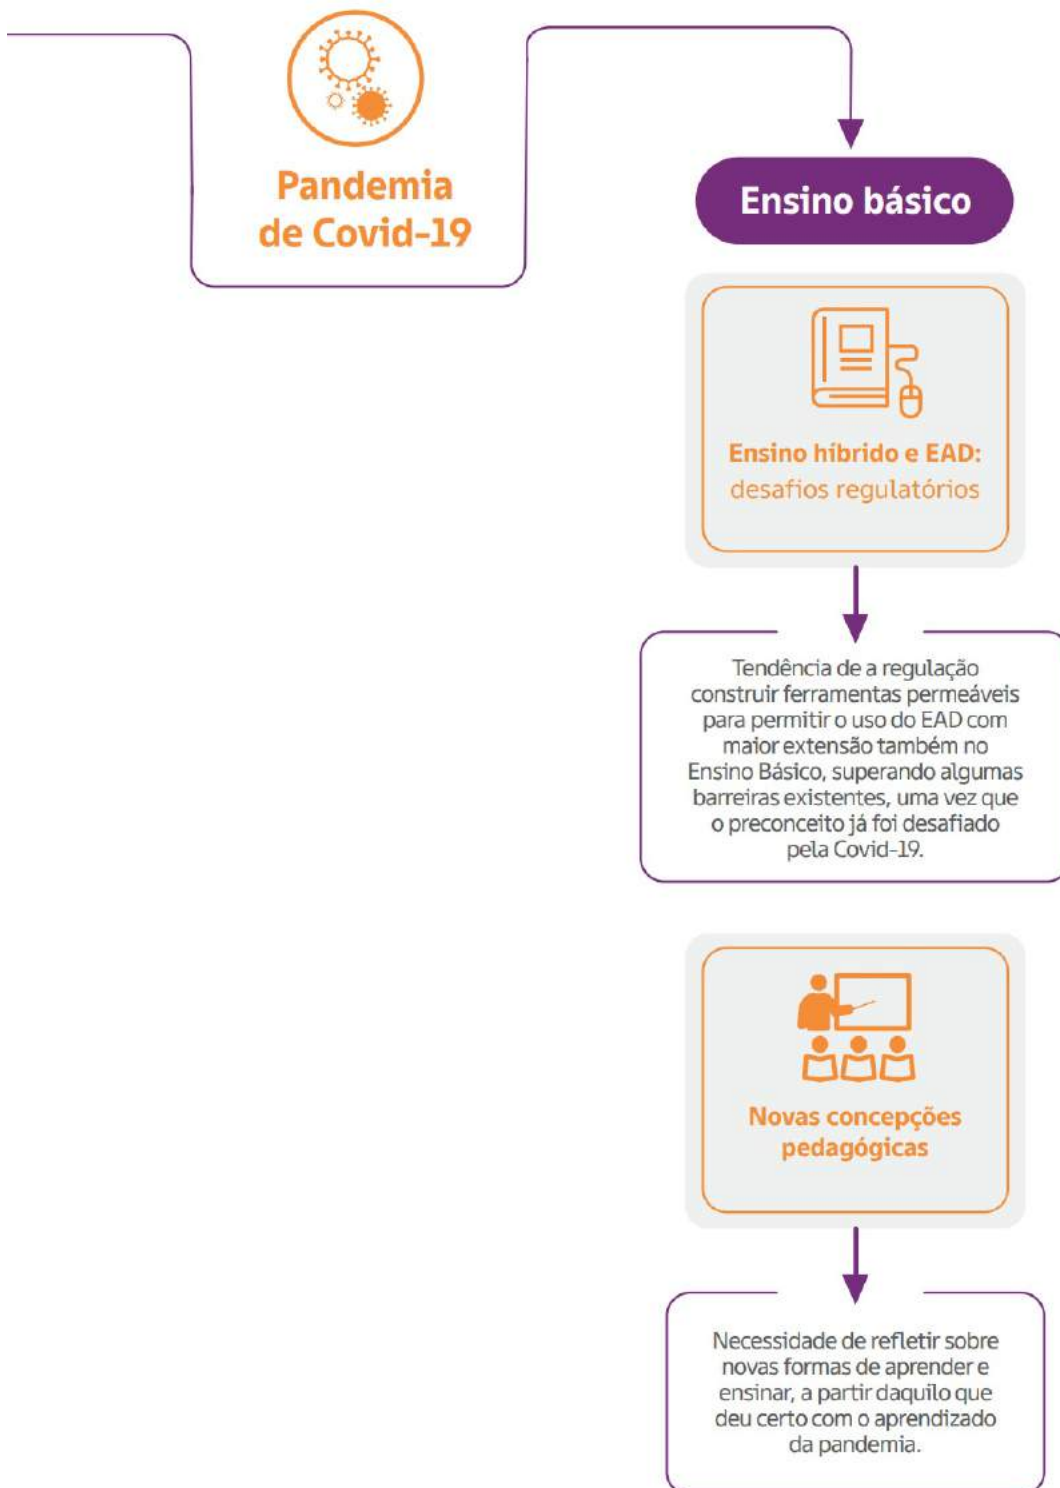 Pandemia
de Covid-19
Ensino básico
Ensino híbrido e EAD:
desafios regulatórios
Tendência de a regulação
construir ferramentas permeáveis
para permitir o uso do EAD com
maior extensão também no
Ensino Básico, superando algumas
barreiras existentes, uma vez que
o preconceito já foi desafiado
pela Covid-19.
Novas concepções
pedagógicas
Necessidade de refletir sobre
novas formas de aprender e
ensinar, a partir daquilo que
deu certo com o aprendizado
da pandemia.